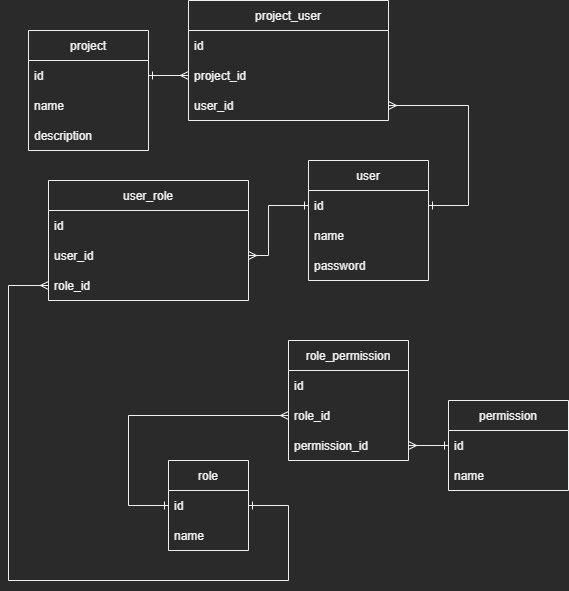 project_user
id
project_id
user_id
project
id
name
description
user
id
name
password
user_role
id
user_id
role_id
role_permission
id
role_id
permission_id
permission
id
name
role
id
name